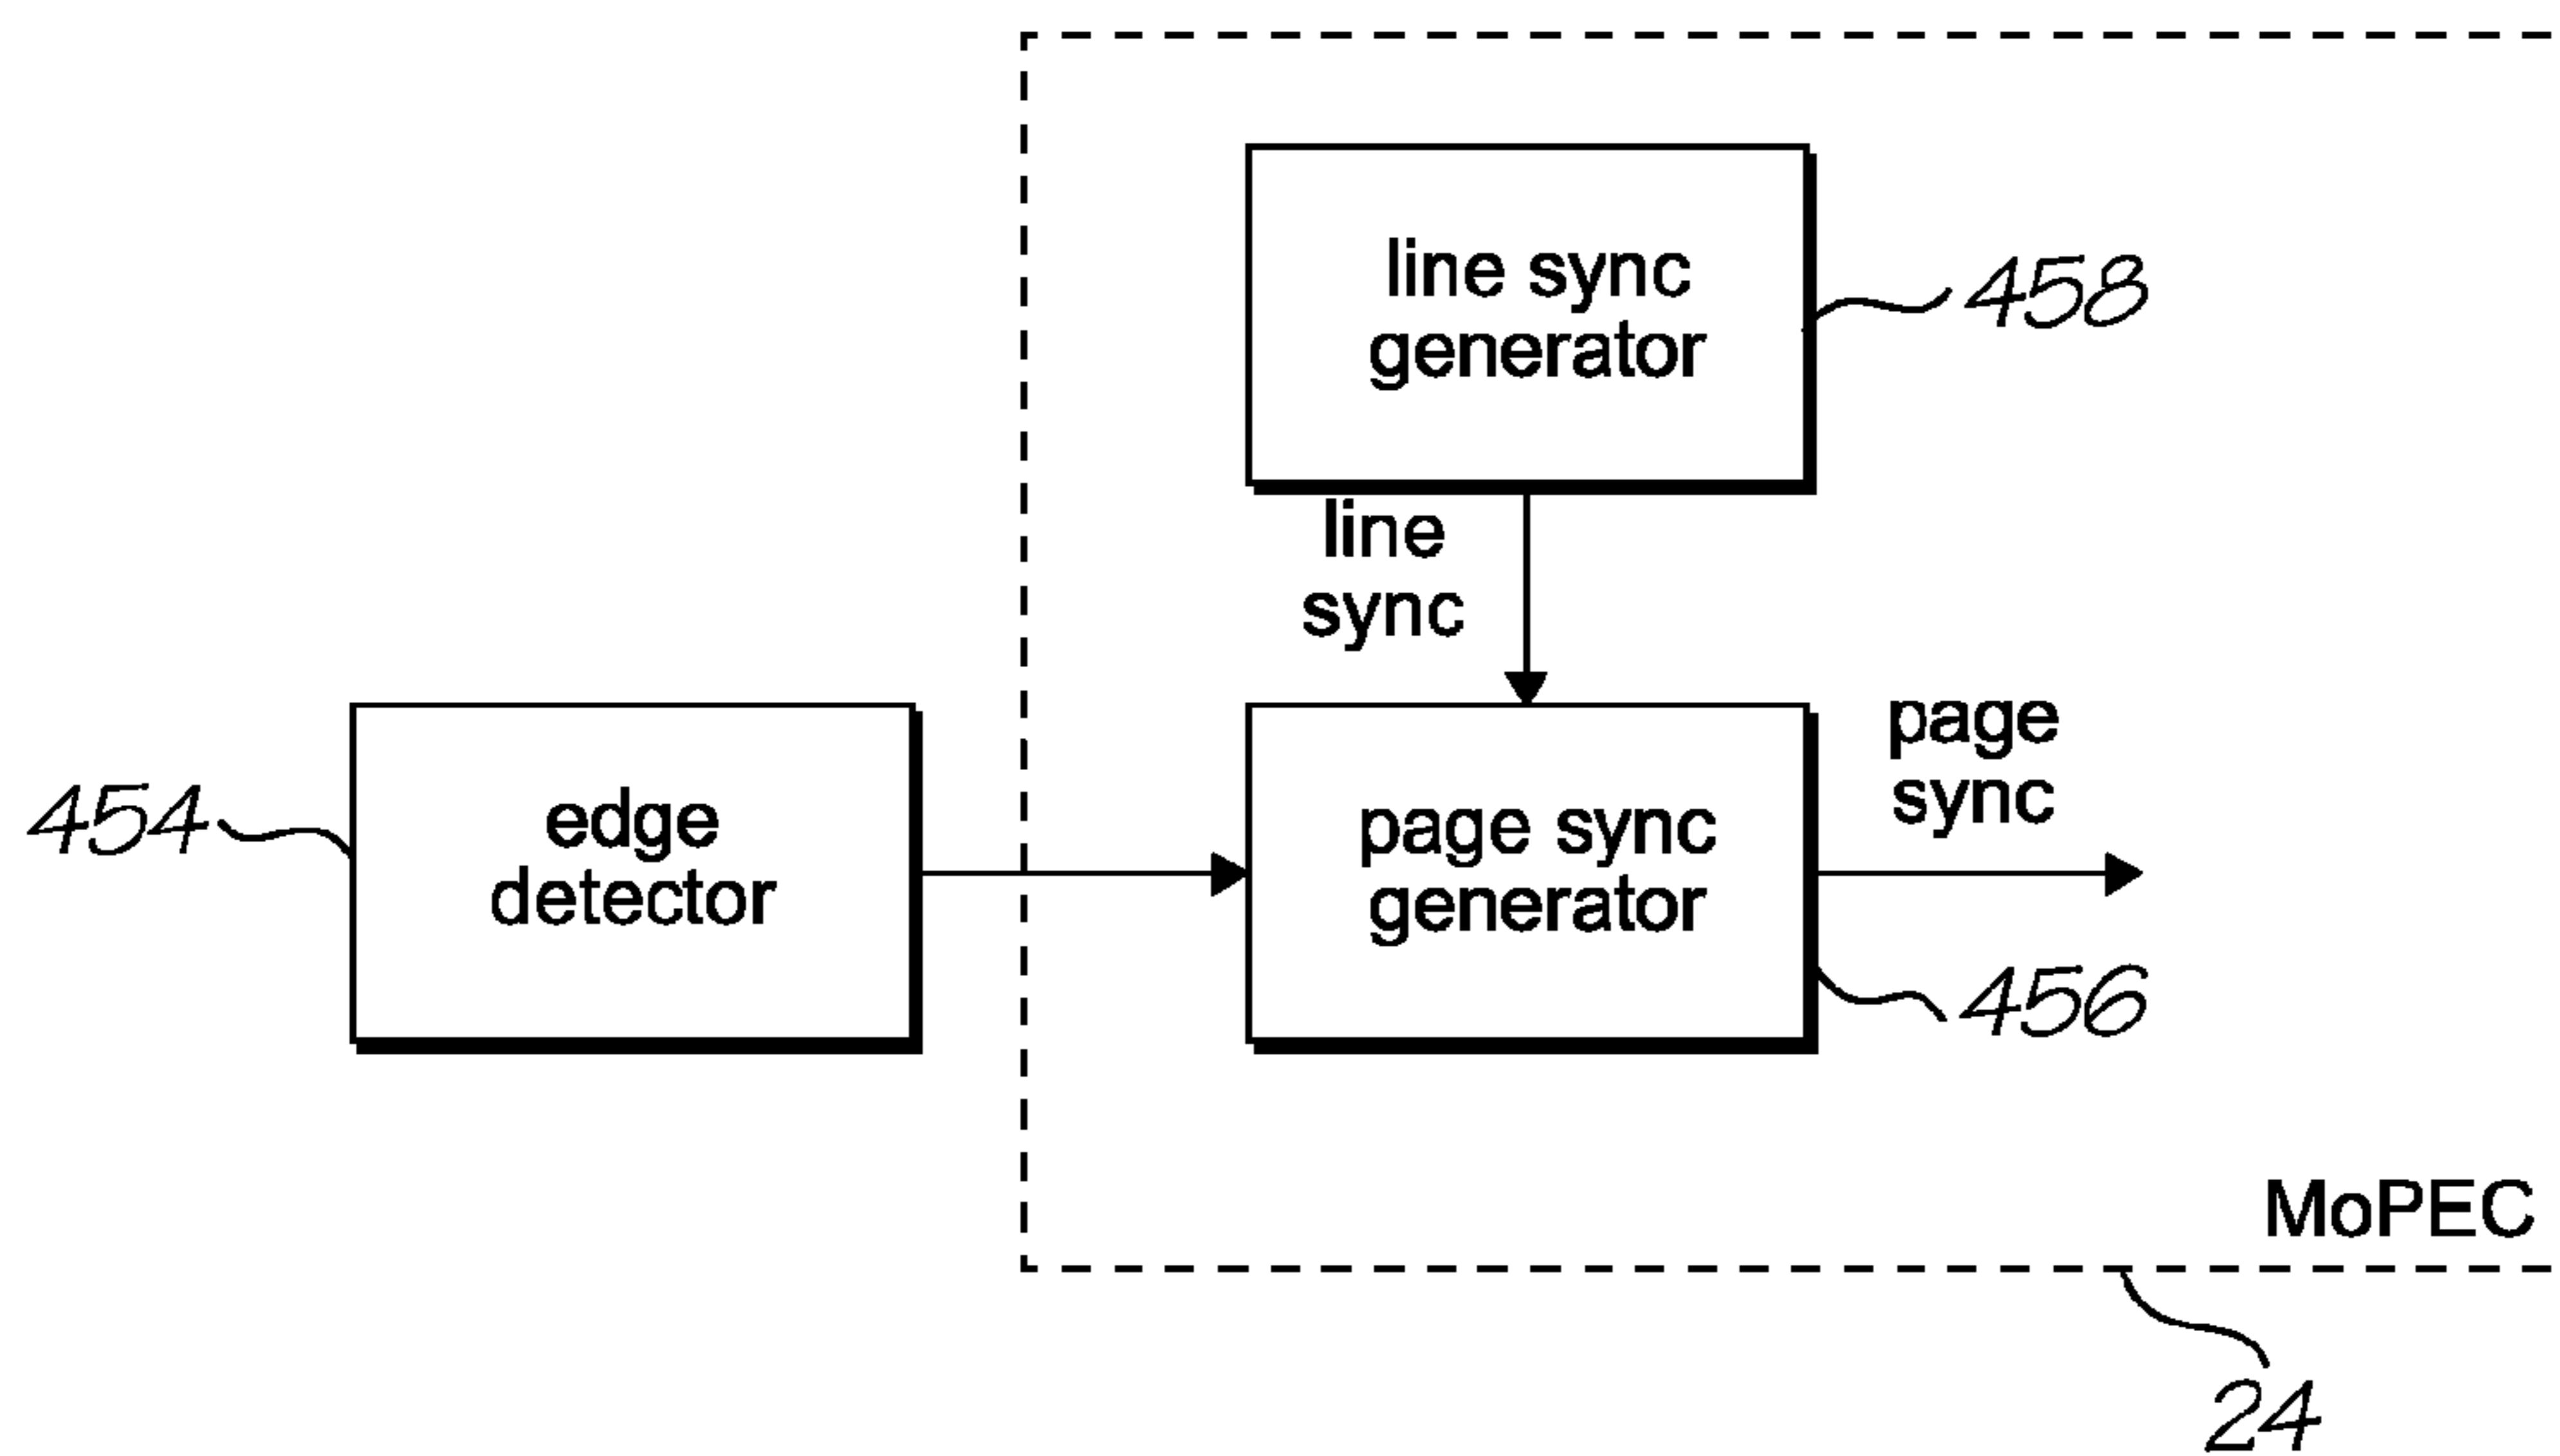 line sync
generator
458
line
sync
page
sync
454
edge
detector
page sync
generator
456
MoPEC
24